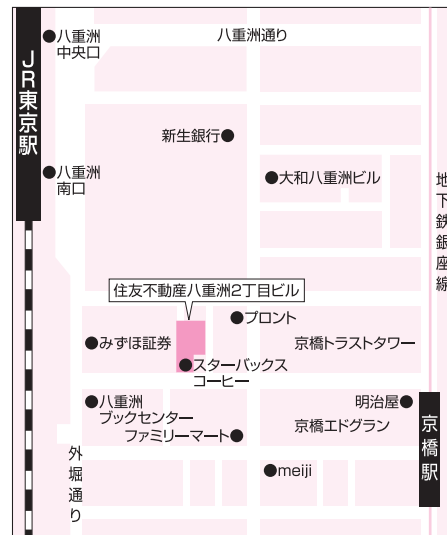 八重洲
中央口
八重洲通り
JR東京駅
新生銀行
八重洲
南口
大和八重洲ビル
地下鉄銀座線
住友不動産八重洲2丁目ビル
プロント
みずほ証券
京橋トラストタワー
スターバックス
コーヒー
八重洲
ブックセンター
明治屋
ファミリーマート
京橋エドグラン
京橋駅
外堀通り
meiji